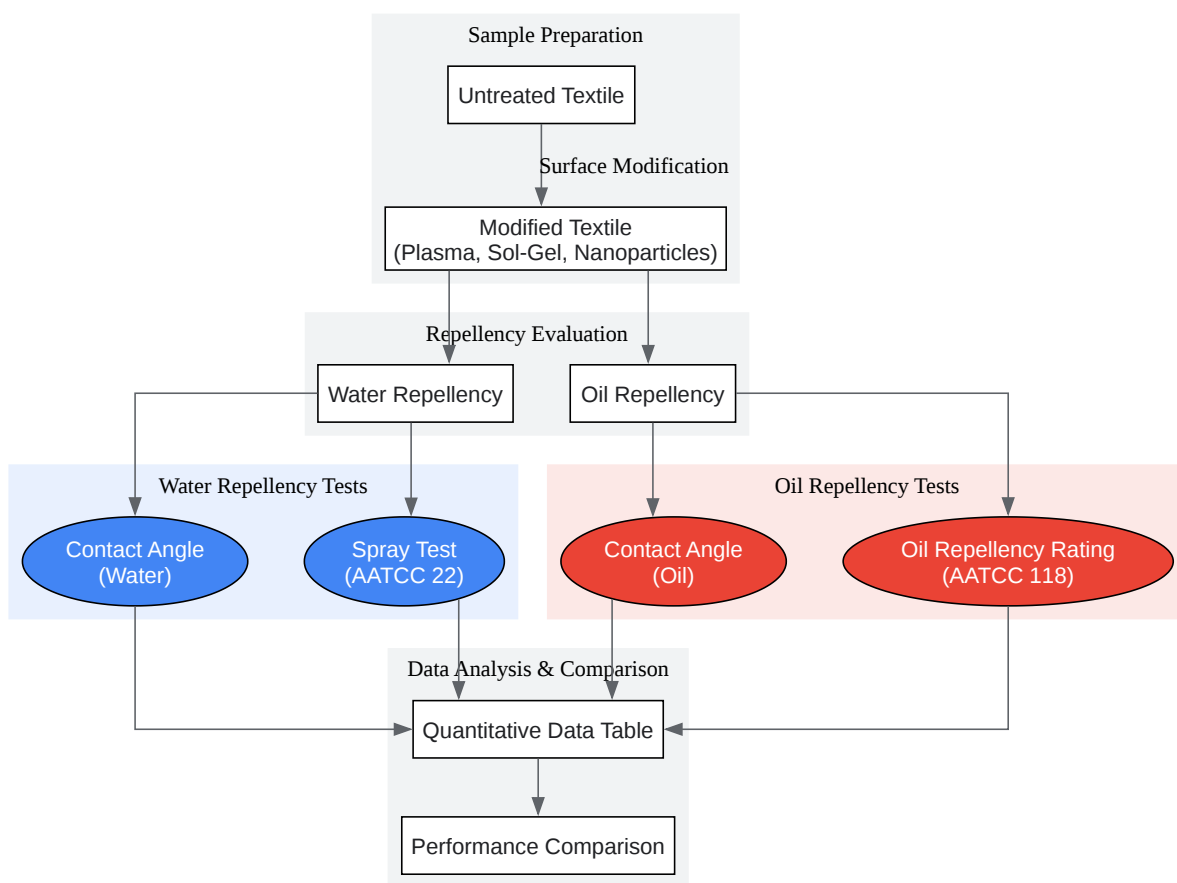 Sample Preparation
Untreated Textile
Surface Modification
Modified Textile
(Plasma, Sol-Gel, Nanoparticles)
Repellency Evaluation
Water Repellency
Oil Repellency
Water Repellency Tests
Oil Repellency Tests
Contact Angle
(Water)
Spray Test
(AATCC 22)
Contact Angle
(Oil)
Oil Repellency Rating
(AATCC 118)
Data Analysis & Comparison
Quantitative Data Table
Performance Comparison